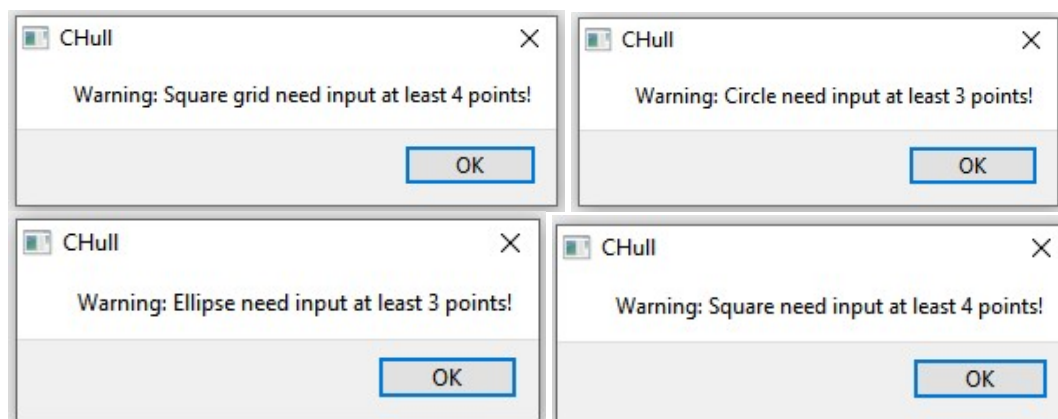 CHull
Warning: Square grid need input at least 4 points!
OK
CHull
Warning: Circle need input at least 3 points!
OK
CHull
Warning: Ellipse need input at least 3 points!
OK
CHull
Warning: Square need input at least 4 points!
OK